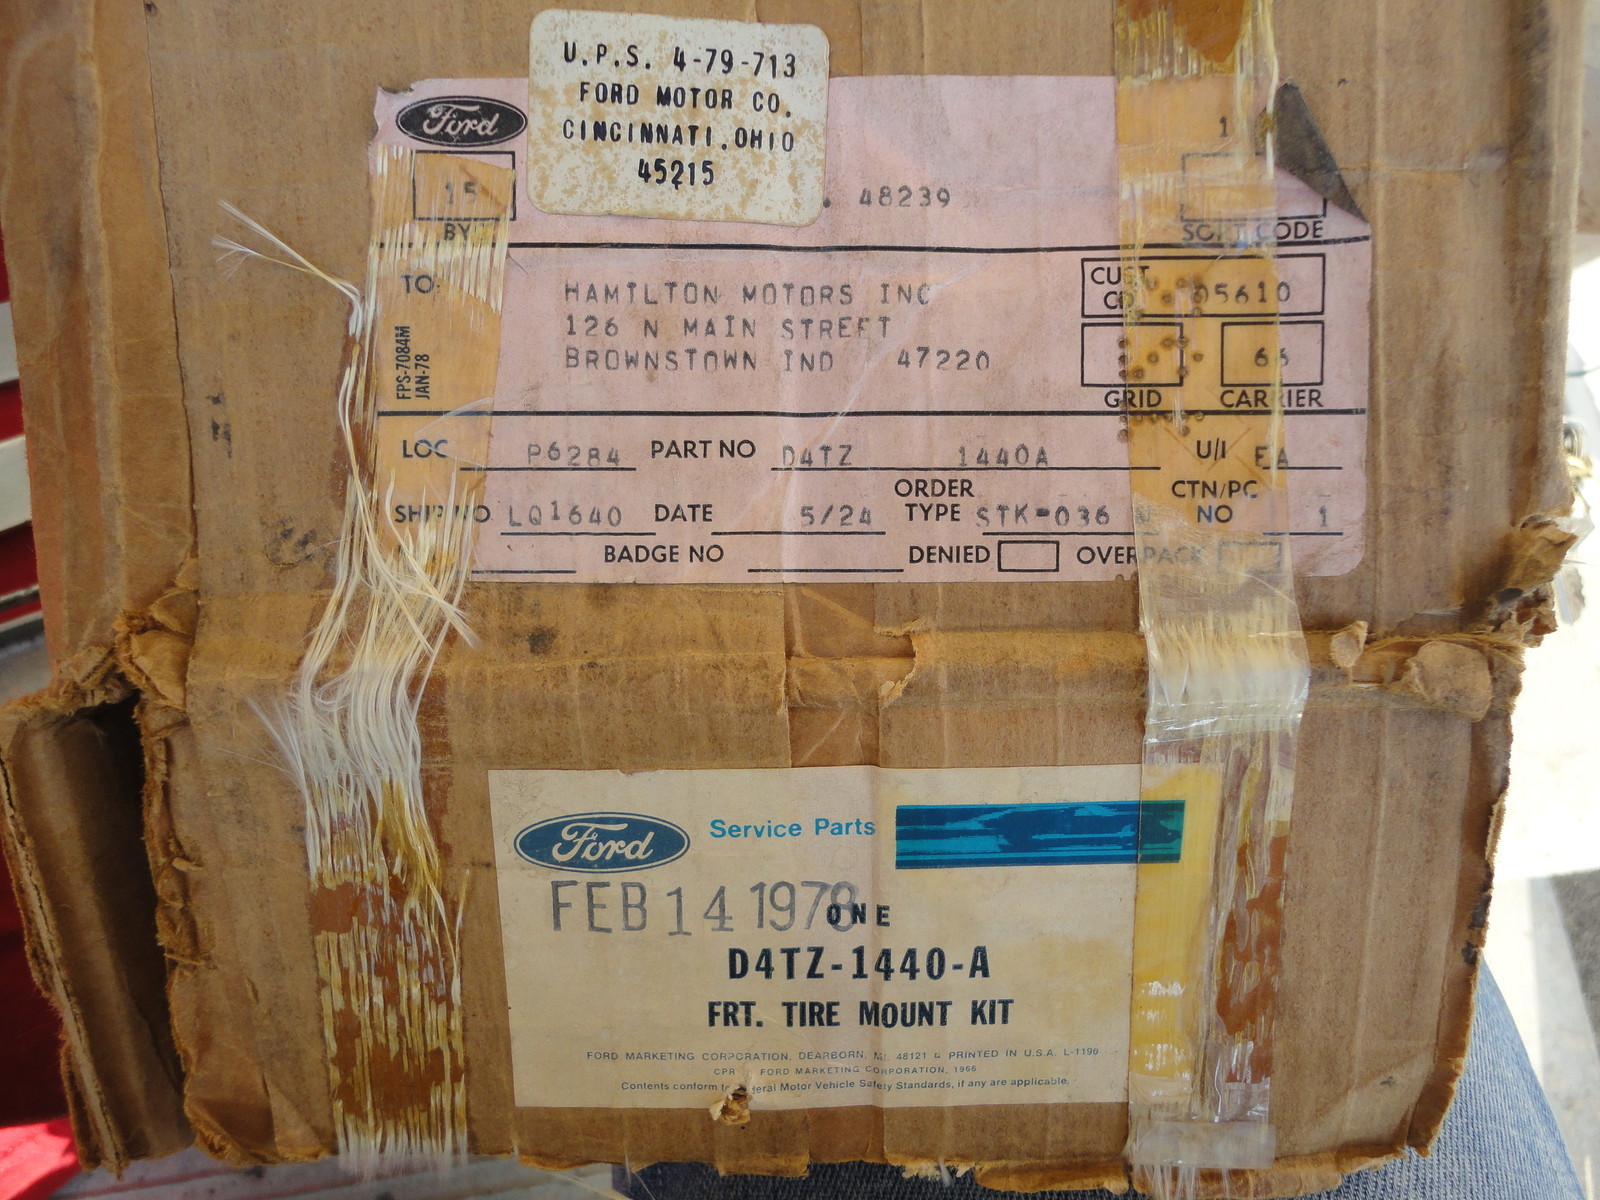 U.P.S. 4-79-713
FORD MOTOR CO.
CINCINNATI, OHIO
45215
Ford
1
15
BY
48239
SORT CODE
TO
HAMILTON MOTORS INC
126 N MAIN STREET
BROWNSTOWN IND 47220
CUST CD 05610
66
GRID CARRIER
FPS-7084M
JAN-78
LOC P6284 PART NO D4TZ 1440A U/I EA
SHIP NO LQ1640 DATE 5/24 ORDER TYPE STK-036 N CTN/PC NO 1
BADGE NO DENIED OVERPACK
Ford Service Parts
FEB 14 1978 ONE
D4TZ-1440-A
FRT. TIRE MOUNT KIT
FORD MARKETING CORPORATION, DEARBORN, MI. 48121 PRINTED IN U.S.A. L-1190
CPR FORD MARKETING CORPORATION, 1966
Contents conform to Federal Motor Vehicle Safety Standards, if any are applicable.